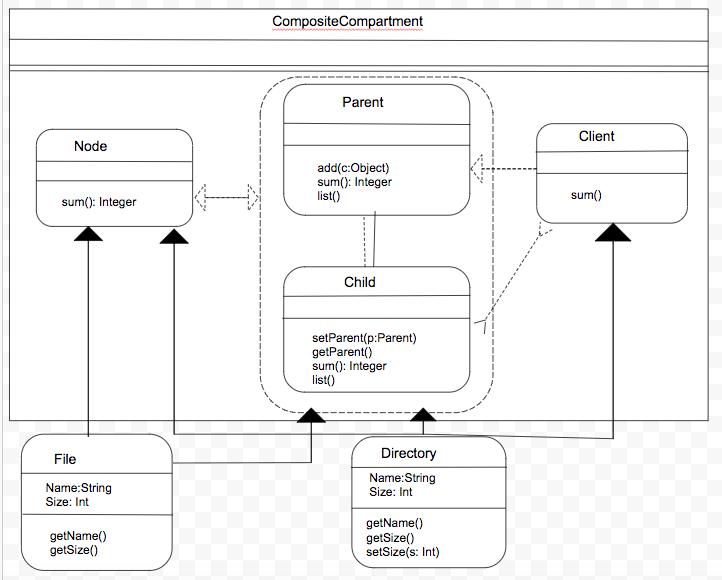 CompositeCompartment
Parent
add(c:Object)
sum(): Integer
list()
Node
sum(): Integer
Client
sum()
Child
setParent(p:Parent)
getParent()
sum(): Integer
list()
File
Name:String
Size: Int
getName()
getSize()
Directory
Name:String
Size: Int
getName()
getSize()
setSize(s: Int)